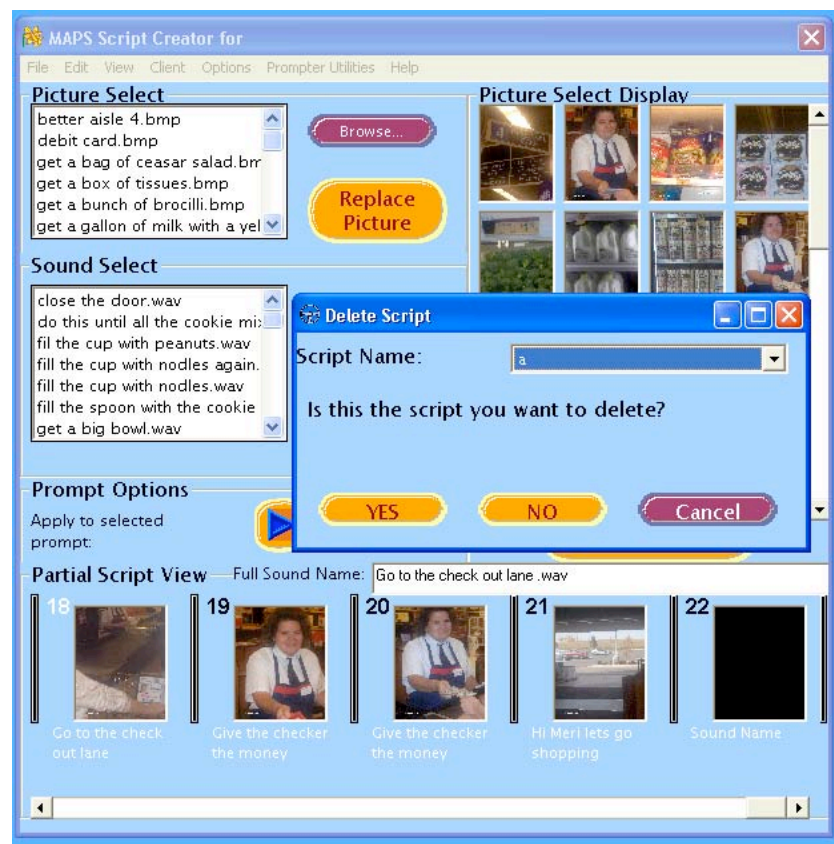 MAPS Script Creator for
File Edit View Client Options Prompter Utilities Help
Picture Select
better aisle 4.bmp
debit card.bmp
get a bag of ceasar salad.bm
get a box of tissues.bmp
get a bunch of brocilli.bmp
get a gallon of milk with a yel
Browse...
Replace
Picture
Picture Select Display
Sound Select
close the door.wav
do this until all the cookie mi
fil the cup with peanuts.wav
fill the cup with nodles again.
fill the cup with nodles.wav
fill the spoon with the cookie
get a big bowl.wav
Delete Script
Script Name:
a
Is this the script you want to delete?
YES
NO
Cancel
Prompt Options
Apply to selected
prompt:
Partial Script View
Full Sound Name:
Go to the check out lane .wav
18
19
20
21
22
Go to the check
out lane
Give the checker
the money
Give the checker
the money
Hi Meri lets go
shopping
Sound Name